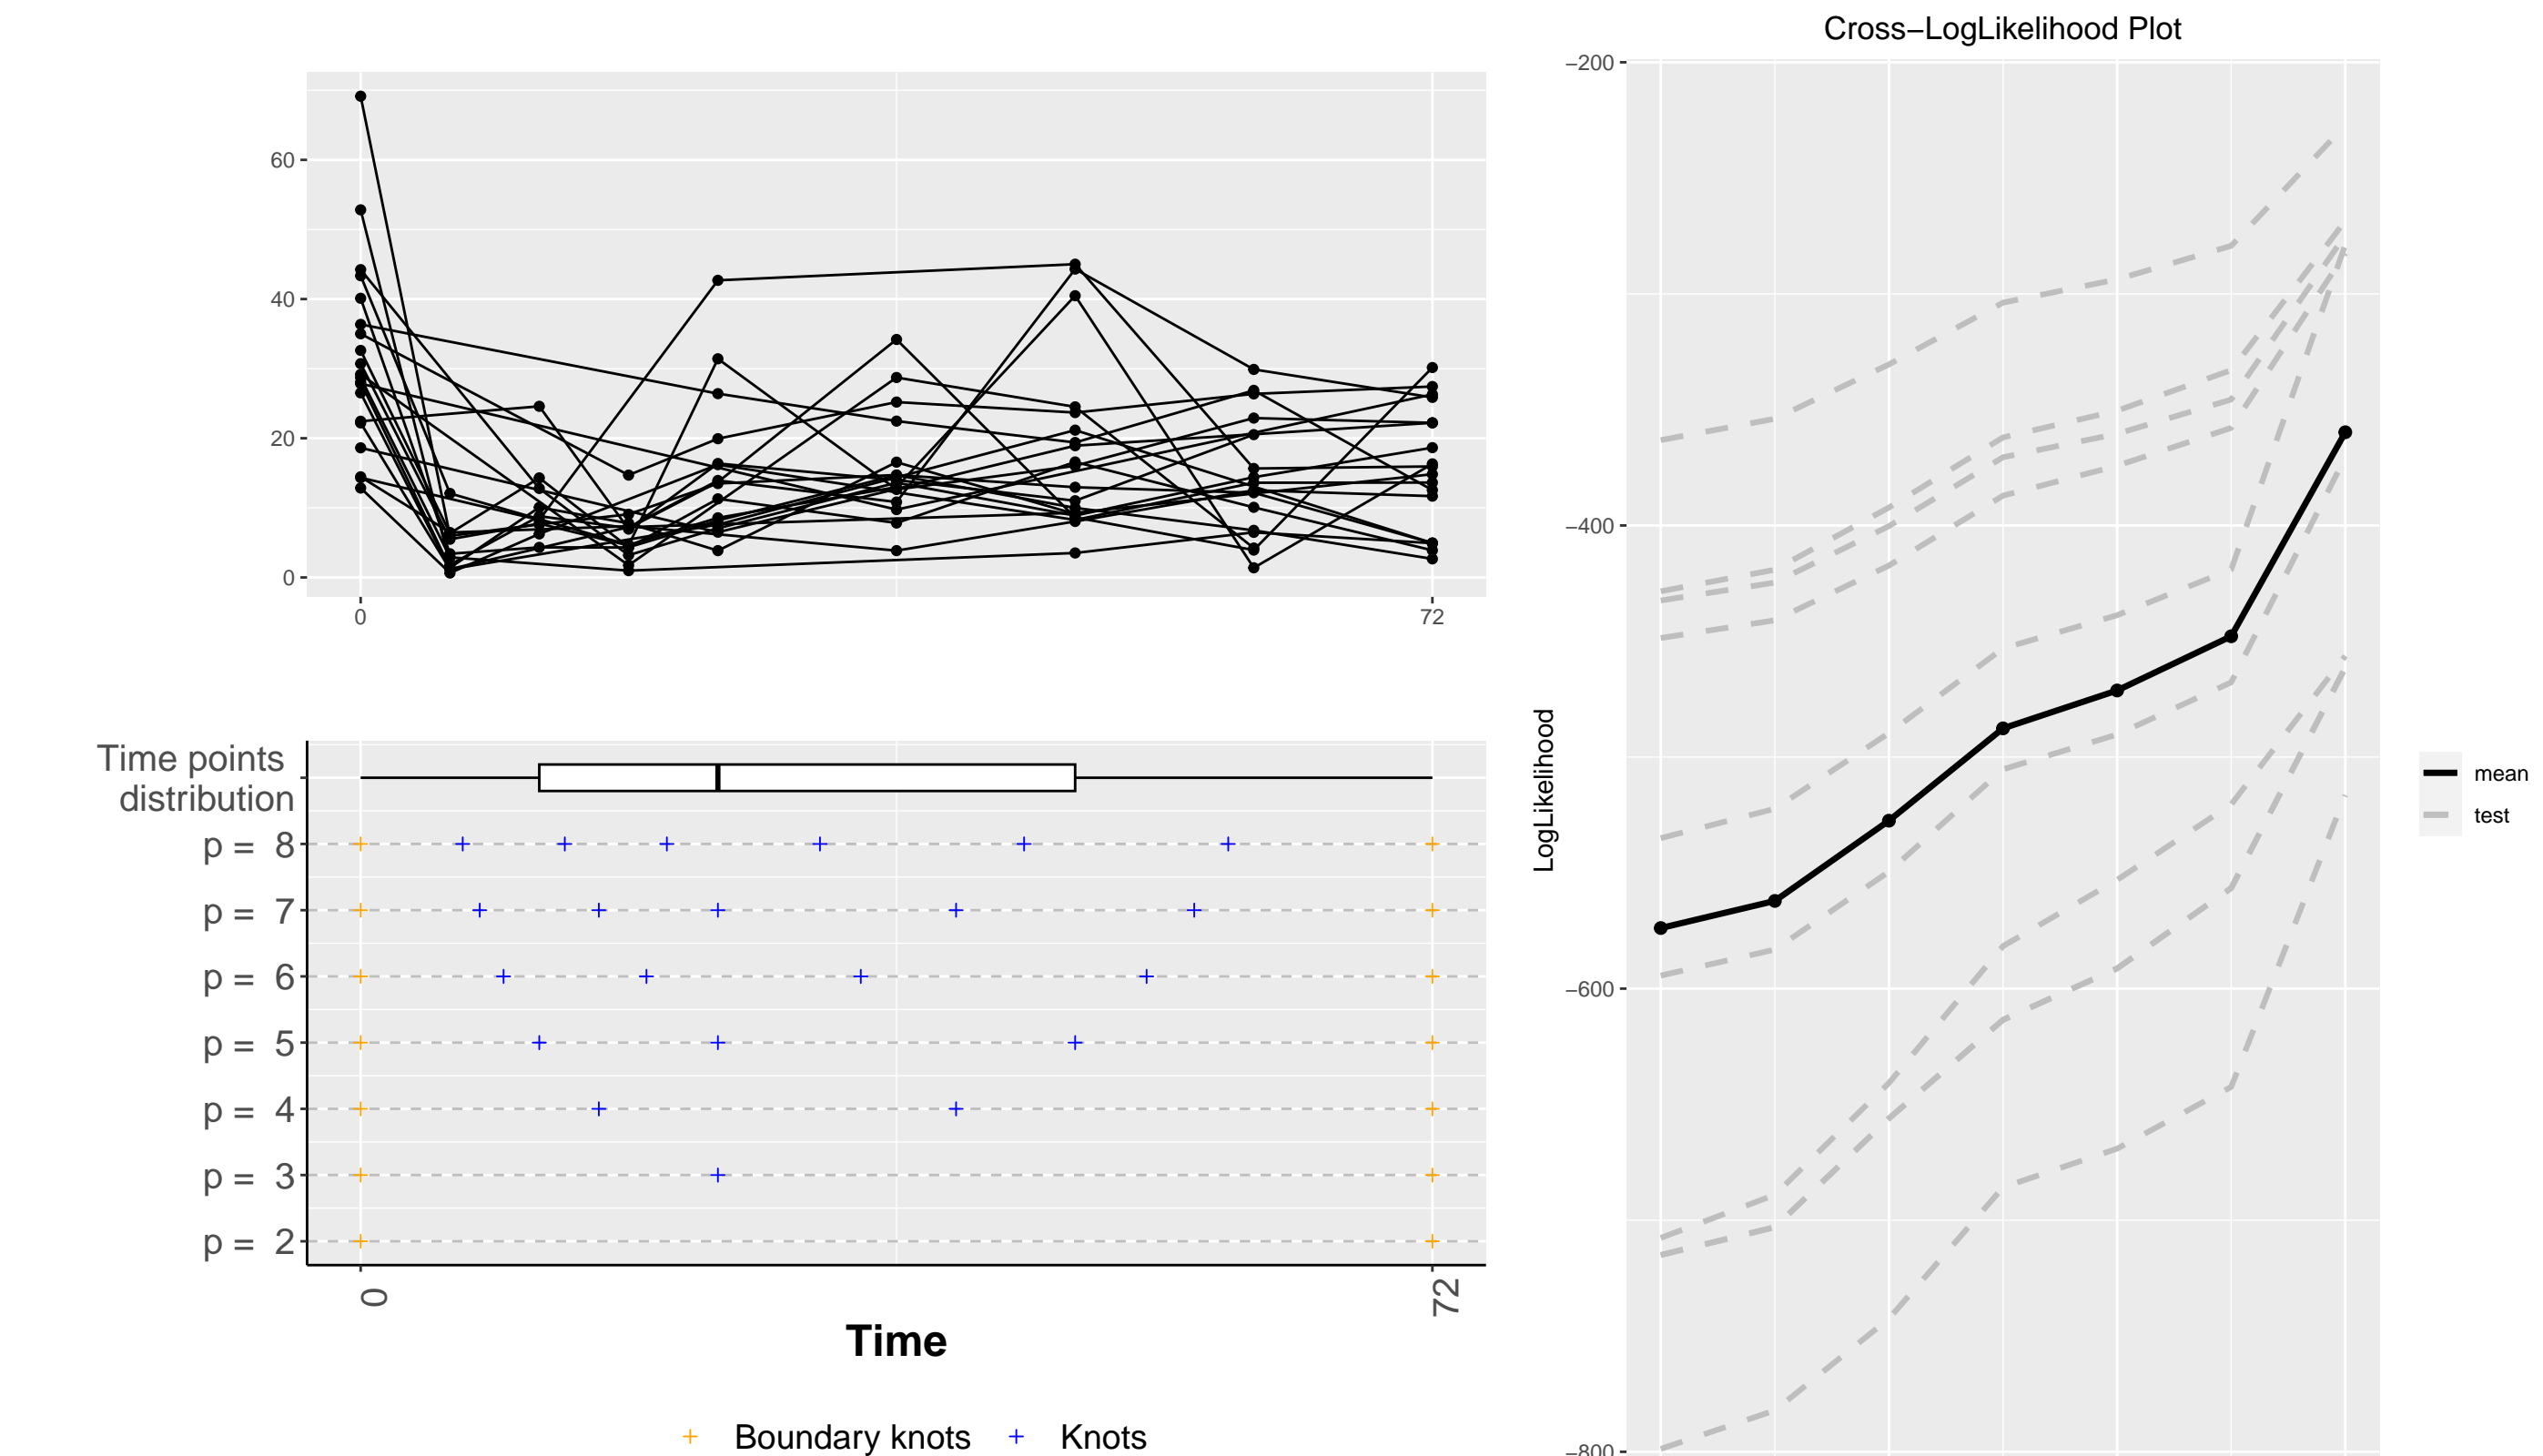 60
40
20
0
0
72
Time points
distribution
p = 8
p = 7
p = 6
p = 5
p = 4
p = 3
p = 2
0
72
Time
Boundary knots
Knots
Cross−LogLikelihood Plot
−200
−400
−600
−800
LogLikelihood
mean
test